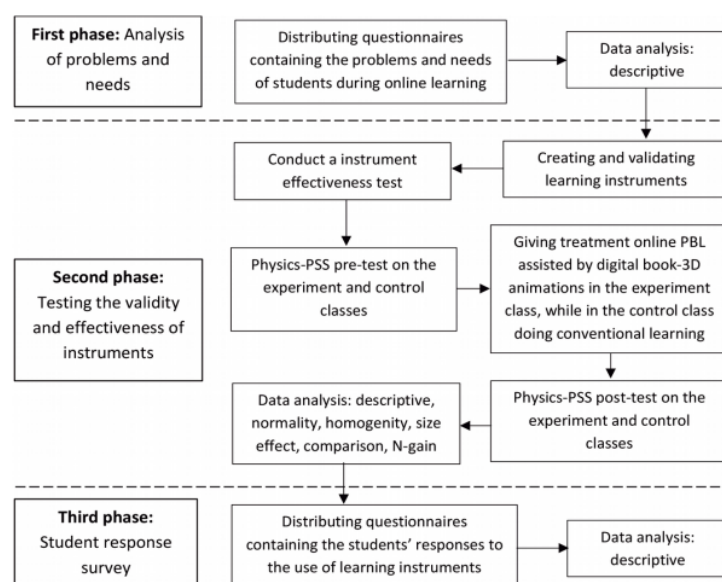 First phase: Analysis
of problems and
needs
Distributing questionnaires
containing the problems and needs
of students during online learning
Data analysis:
descriptive
Conduct a instrument
effectiveness test
Creating and validating
learning instruments
Second phase:
Testing the validity
and effectiveness of
instruments
Physics-PSS pre-test on the
experiment and control
classes
Giving treatment online PBL
assisted by digital book-3D
animations in the experiment
class, while in the control class
doing conventional learning
Data analysis: descriptive,
normality, homogenity, size
effect, comparison, N-gain
Physics-PSS post-test on the
experiment and control
classes
Third phase:
Student response
survey
Distributing questionnaires
containing the students’ responses to
the use of learning instruments
Data analysis:
descriptive